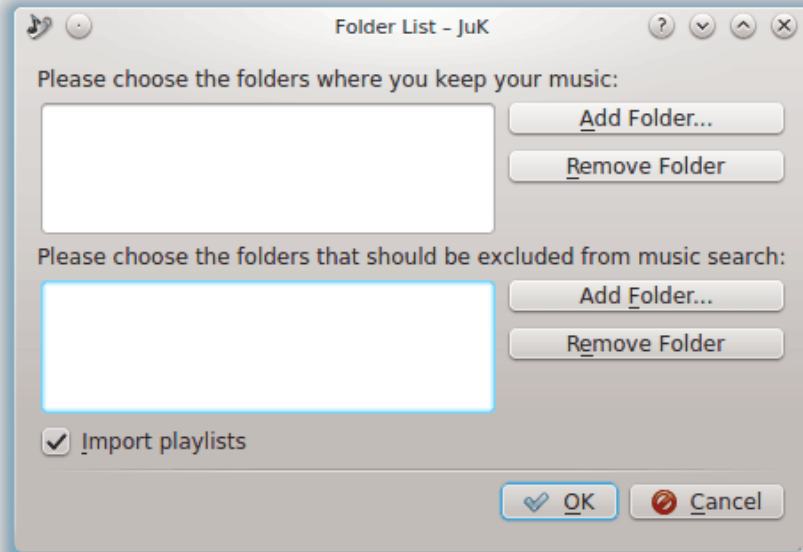 Folder List – JuK
Please choose the folders where you keep your music:
Add Folder...
Remove Folder
Please choose the folders that should be excluded from music search:
Add Folder...
Remove Folder
Import playlists
OK Cancel